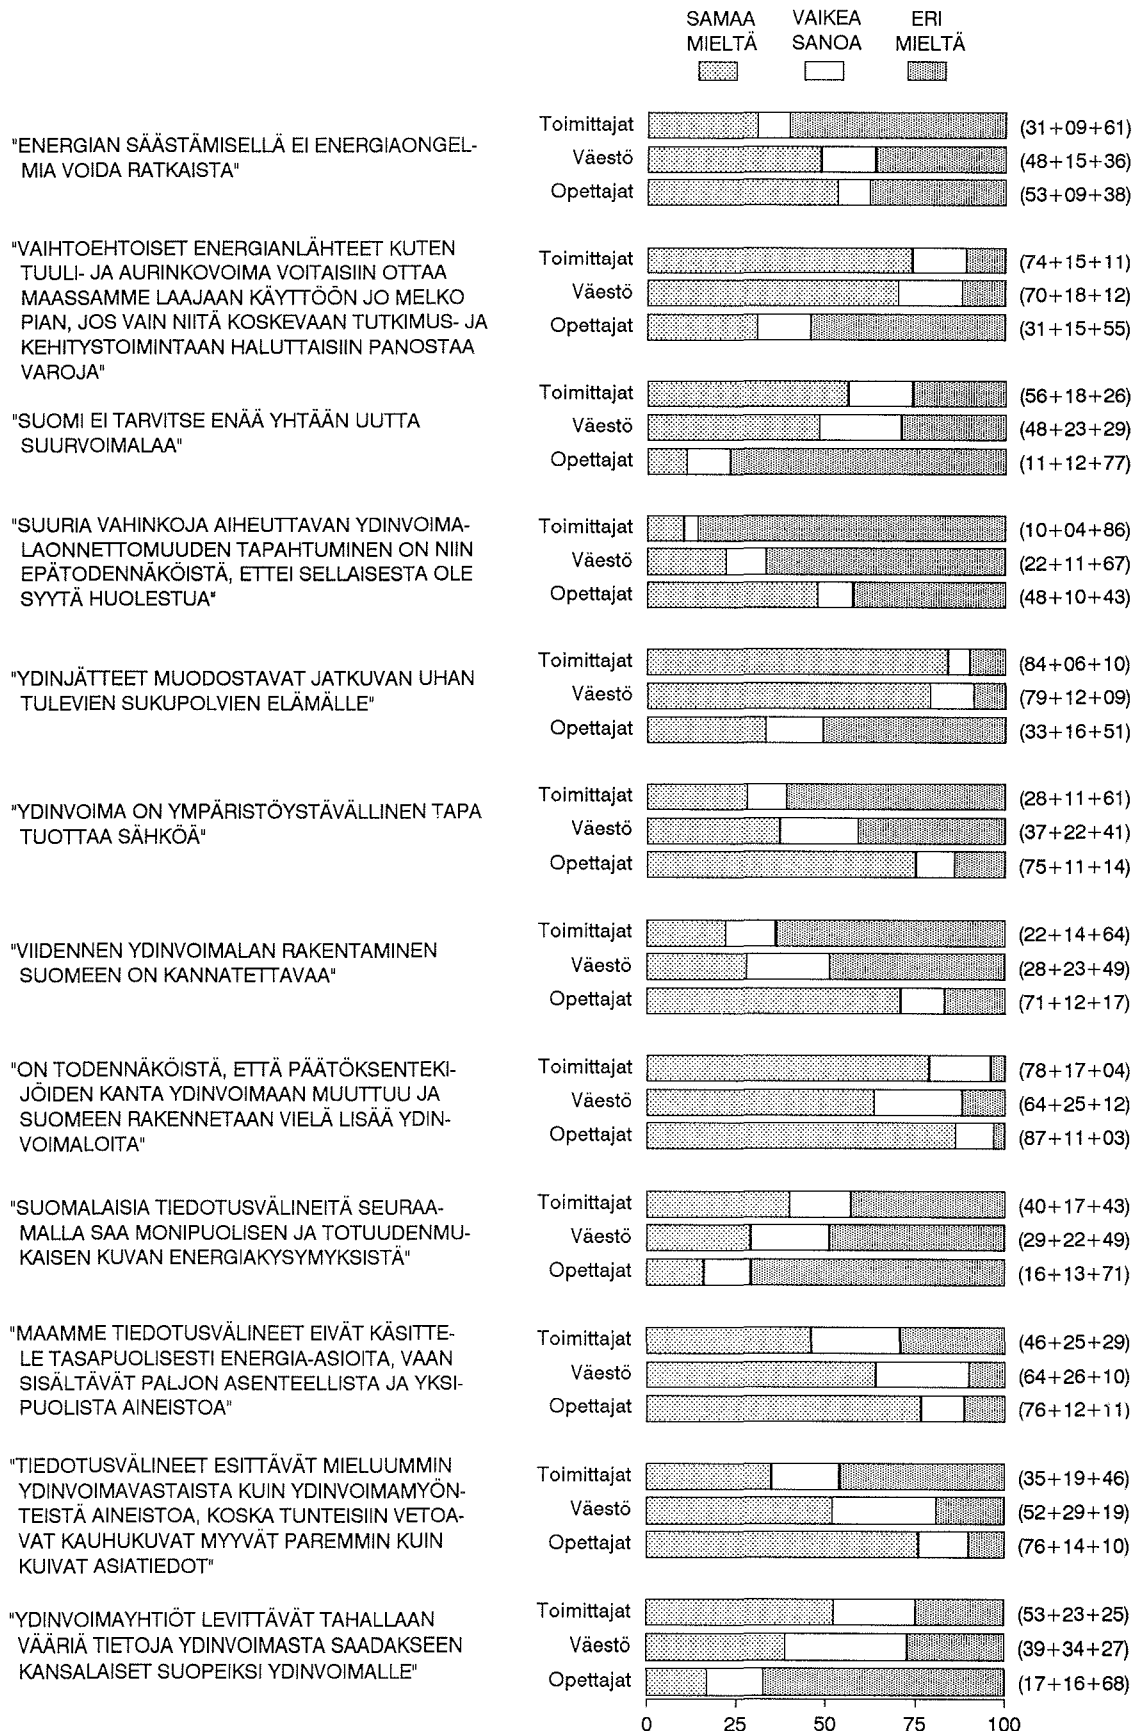 SAMAA VAIKEA ERI
MIELTÄ SANOA MIELTÄ
"ENERGIAN SÄÄSTÄMISELLÄ EI ENERGIAONGEL-
MIA VOIDA RATKAISTA"
Toimittajat (31+09+61)
Väestö (48+15+36)
Opettajat (53+09+38)
"VAIHTOEHTOISET ENERGIANLÄHTEET KUTEN
TUULI- JA AURINKOVOIMA VOITAISIIN OTTAA
MAASSAMME LAAJAAN KÄYTTÖÖN JO MELKO
PIAN, JOS VAIN NIITÄ KOSKEVAAN TUTKIMUS- JA
KEHITYSTOIMINTAAN HALUTTAISIIN PANOSTAA
VAROJA"
Toimittajat (74+15+11)
Väestö (70+18+12)
Opettajat (31+15+55)
"SUOMI EI TARVITSE ENÄÄ YHTÄÄN UUTTA
SUURVOIMALAA"
Toimittajat (56+18+26)
Väestö (48+23+29)
Opettajat (11+12+77)
"SUURIA VAHINKOJA AIHEUTTAVAN YDINVOIMA-
LAONNETTOMUUDEN TAPAHTUMINEN ON NIIN
EPÄTODENNÄKÖISTÄ, ETTEI SELLAISESTA OLE
SYYTÄ HUOLESTUA"
Toimittajat (10+04+86)
Väestö (22+11+67)
Opettajat (48+10+43)
"YDINJÄTTEET MUODOSTAVAT JATKUVAN UHAN
TULEVIEN SUKUPOLVIEN ELÄMÄLLE"
Toimittajat (84+06+10)
Väestö (79+12+09)
Opettajat (33+16+51)
"YDINVOIMA ON YMPÄRISTÖYSTÄVÄLLINEN TAPA
TUOTTAA SÄHKÖÄ"
Toimittajat (28+11+61)
Väestö (37+22+41)
Opettajat (75+11+14)
"VIIDENNEN YDINVOIMALAN RAKENTAMINEN
SUOMEEN ON KANNATETTAVAA"
Toimittajat (22+14+64)
Väestö (28+23+49)
Opettajat (71+12+17)
"ON TODENNÄKÖISTÄ, ETTÄ PÄÄTÖKSENTEKI-
JÖIDEN KANTA YDINVOIMAAN MUUTTUU JA
SUOMEEN RAKENNETAAN VIELÄ LISÄÄ YDIN-
VOIMALOITA"
Toimittajat (78+17+04)
Väestö (64+25+12)
Opettajat (87+11+03)
"SUOMALAISIA TIEDOTUSVÄLINEITÄ SEURAA-
MALLA SAA MONIPUOLISEN JA TOTUUDENMU-
KAISEN KUVAN ENERGIAKYSYMYKSISTÄ"
Toimittajat (40+17+43)
Väestö (29+22+49)
Opettajat (16+13+71)
"MAAMME TIEDOTUSVÄLINEET EIVÄT KÄSITTE-
LE TASAPUOLISESTI ENERGIA-ASIOITA, VAAN
SISÄLTÄVÄT PALJON ASENTEELLISTA JA YKSI-
PUOLISTA AINEISTOA"
Toimittajat (46+25+29)
Väestö (64+26+10)
Opettajat (76+12+11)
"TIEDOTUSVÄLINEET ESITTÄVÄT MIELUUMMIN
YDINVOIMAVASTAISTA KUIN YDINVOIMAMYÖN-
TEISTÄ AINEISTOA, KOSKA TUNTEISIIN VETOA-
VAT KAUHUKUVAT MYYVÄT PAREMMIN KUIN
KUIVAT ASIATIEDOT"
Toimittajat (35+19+46)
Väestö (52+29+19)
Opettajat (76+14+10)
"YDINVOIMAYHTIÖT LEVITTÄVÄT TAHALLAAN
VÄÄRIÄ TIETOJA YDINVOIMASTA SAADAKSEEN
KANSALAISET SUOPEIKSI YDINVOIMALLE"
Toimittajat (53+23+25)
Väestö (39+34+27)
Opettajat (17+16+68)
0 25 50 75 100